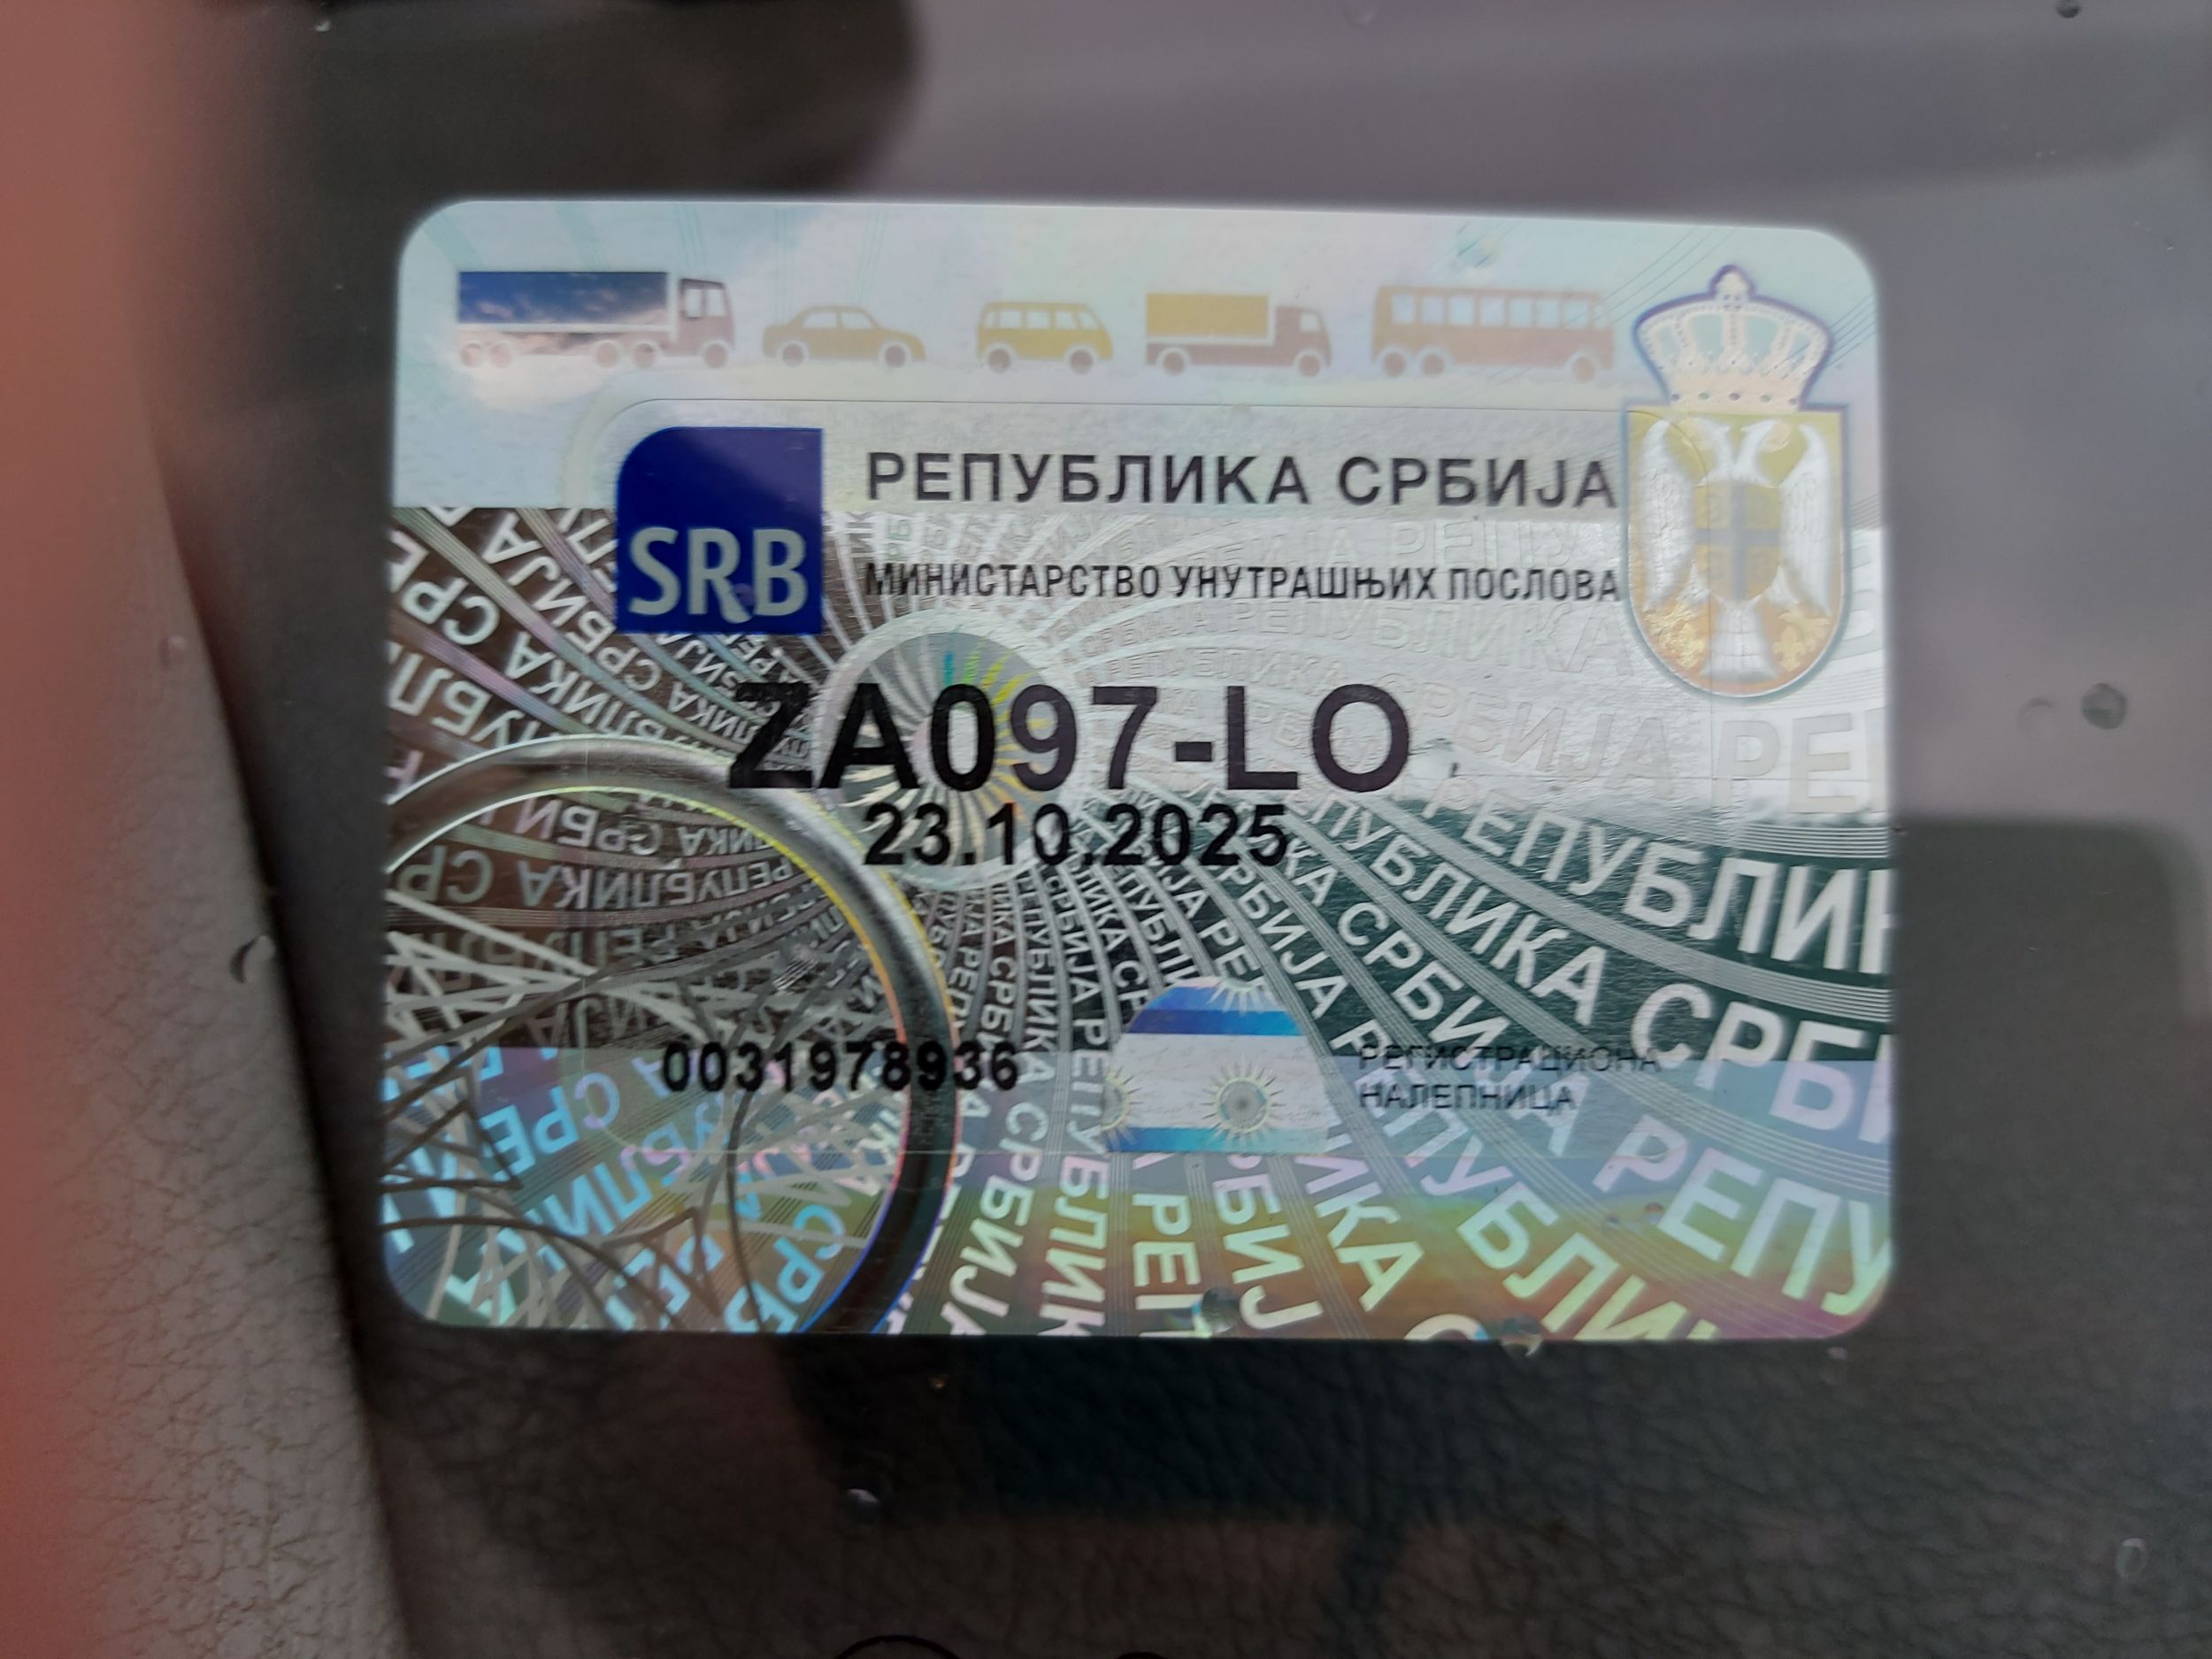 РЕПУБЛИКА СРБИЈА
SRB
МИНИСТАРСТВО УНУТРАШЊИХ ПОСЛОВА
ZA097-LO
23.10.2025
0031978936
РЕГИСТРАЦИОНА
НАЛЕПНИЦА